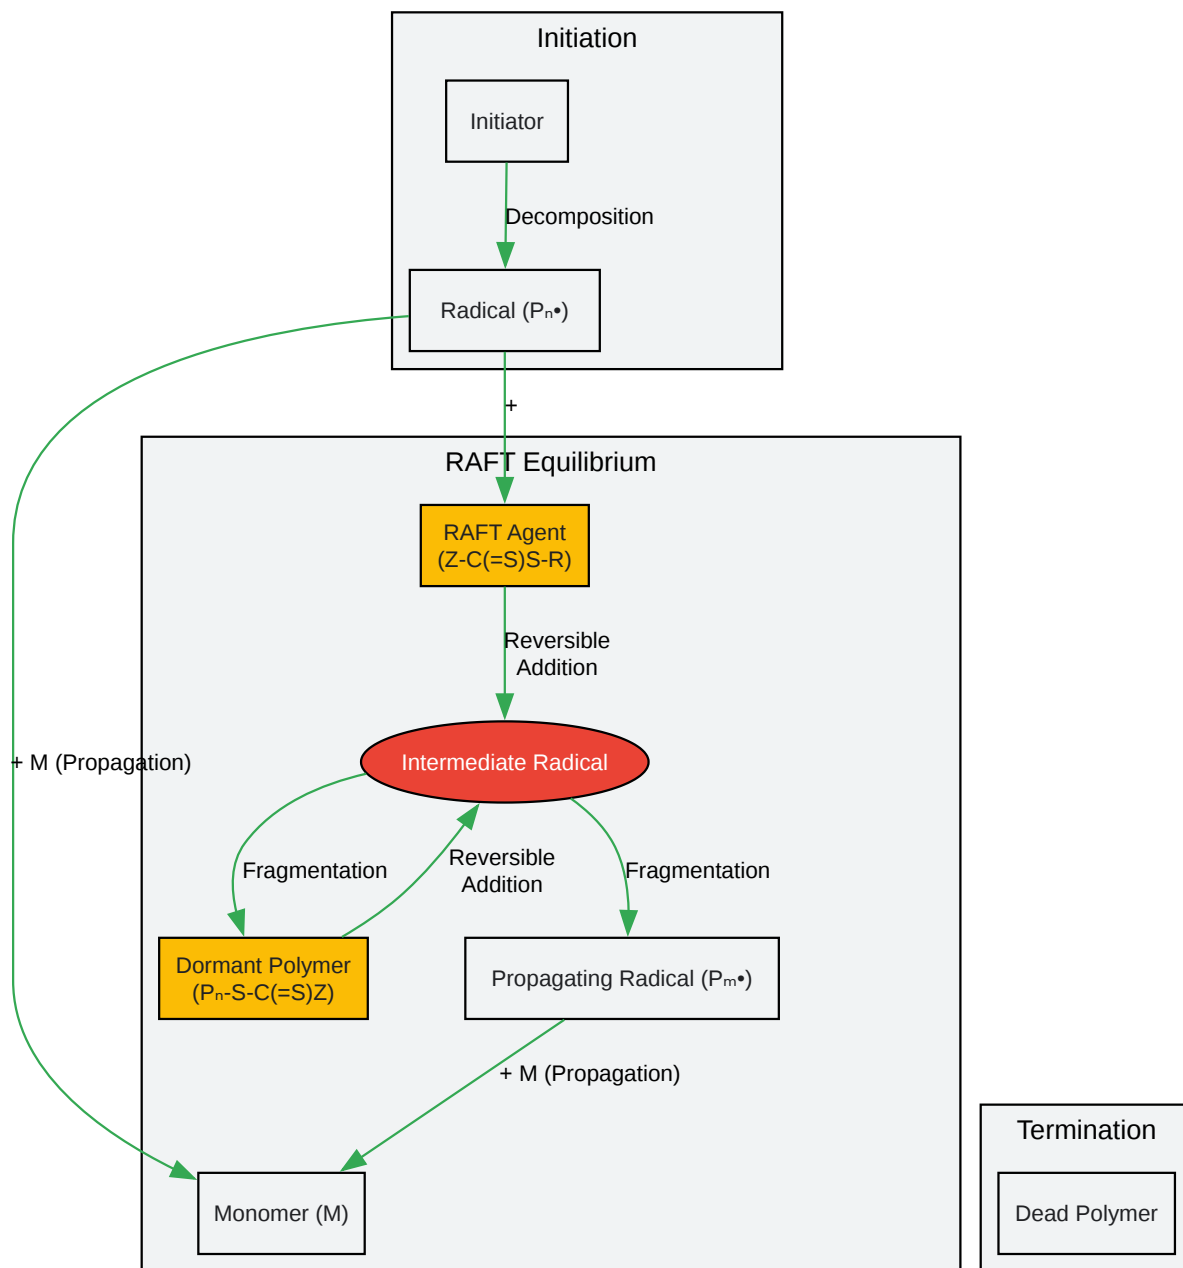 Initiation
Initiator
Decomposition
Radical (Pₙ•)
+
RAFT Equilibrium
RAFT Agent
(Z-C(=S)S-R)
Reversible
Addition
+ M (Propagation)
Intermediate Radical
Fragmentation
Reversible
Addition
Fragmentation
Dormant Polymer
(Pₙ-S-C(=S)Z)
Propagating Radical (Pₘ•)
+ M (Propagation)
Monomer (M)
Termination
Dead Polymer